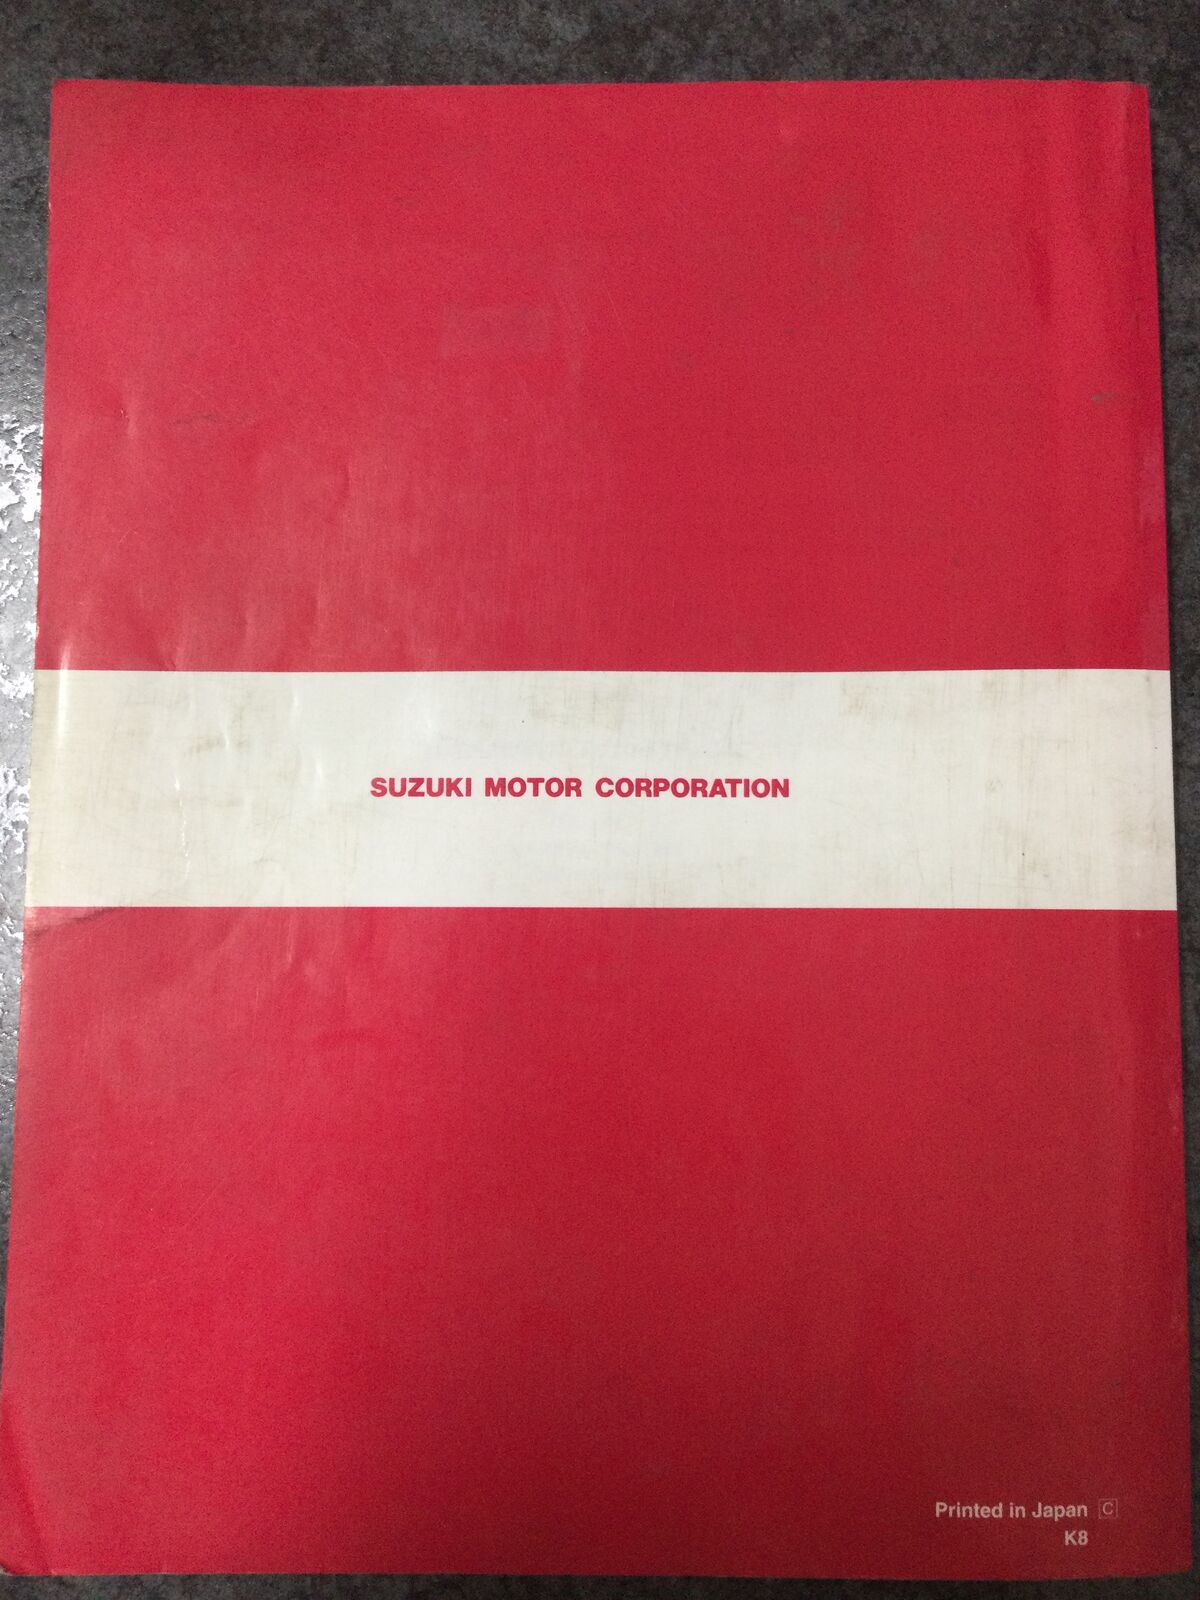 SUZUKI MOTOR CORPORATION
Printed in Japan C
K8